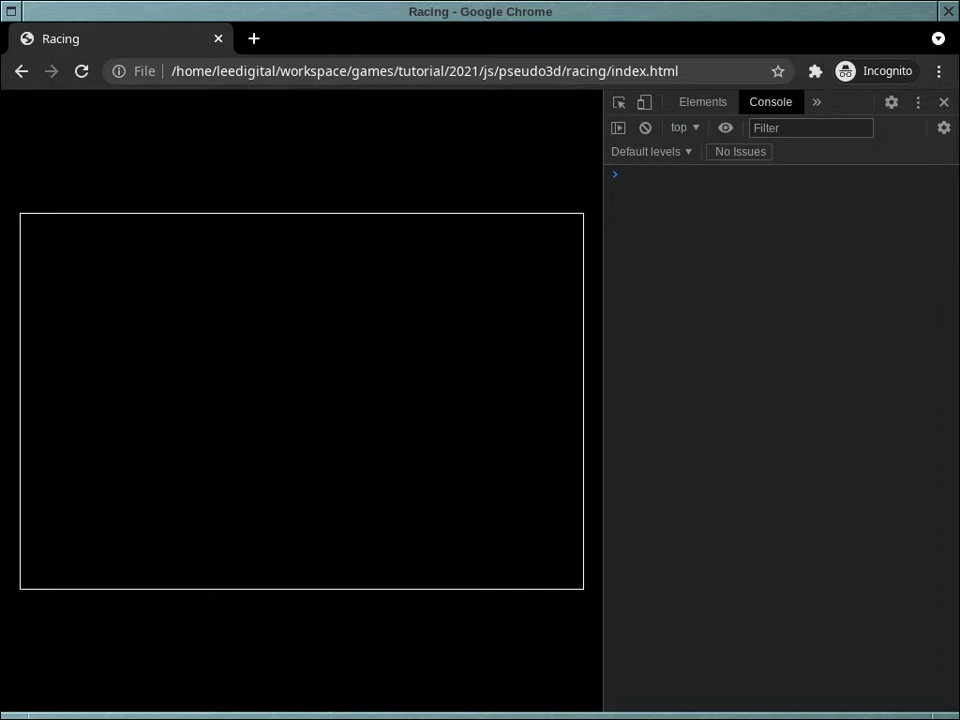 Racing - Google Chrome
Racing
File /home/leedigital/workspace/games/tutorial/2021/js/pseudo3d/racing/index.html Incognito
Elements Console
top Filter
Default levels No Issues